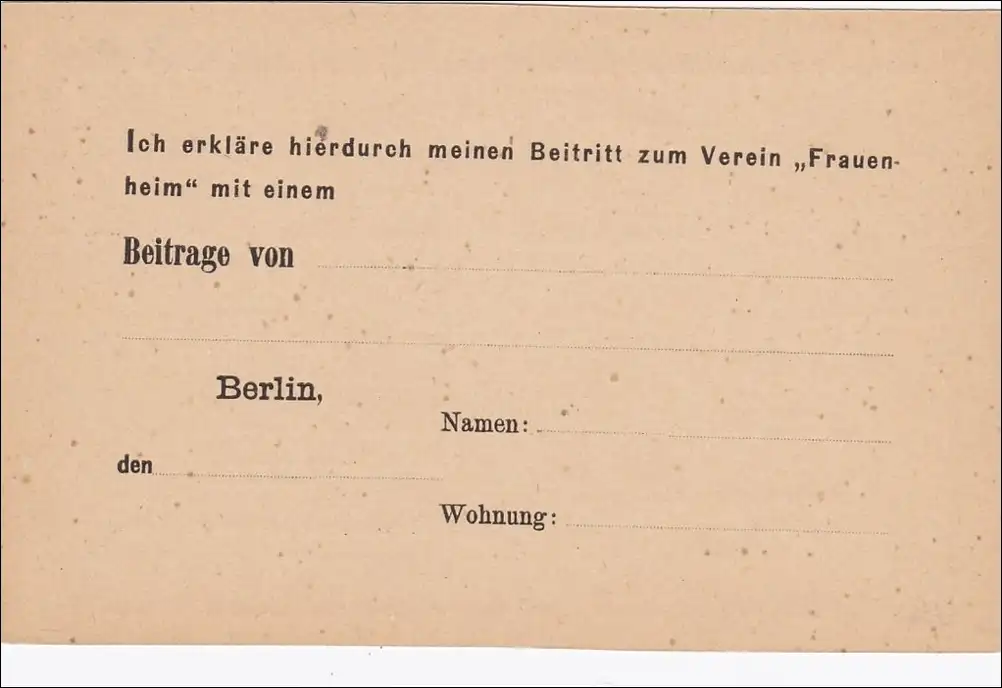 Ich erkläre hierdurch meinen Beitritt zum Verein „Frauen-
heim“ mit einem
Beitrage von
Berlin,
Namen:
den
Wohnung: